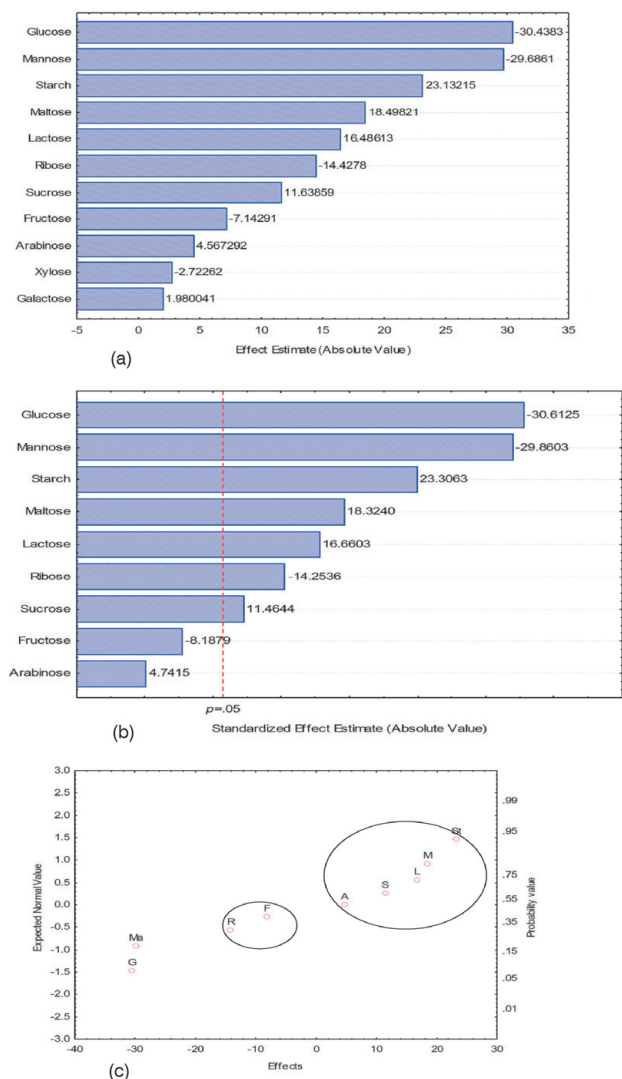 Glucose -30.4383
Mannose -29.6861
Starch 23.13215
Maltose 18.49821
Lactose 16.48613
Ribose -14.4278
Sucrose 11.63859
Fructose -7.14291
Arabinose 4.567292
Xylose -2.72262
Galactose 1.980041
-5 0 5 10 15 20 25 30 35
Effect Estimate (Absolute Value)
(a)
Glucose -30.6125
Mannose -29.8603
Starch 23.3063
Maltose 18.3240
Lactose 16.6603
Ribose -14.2536
Sucrose 11.4644
Fructose -8.1879
Arabinose 4.7415
p=.05
Standardized Effect Estimate (Absolute Value)
(b)
3.0
2.5
2.0 .99
1.5 St .95
1.0 M
0.5 L .75
0.0 A S .55
-0.5 R F .35
-1.0 Ma .15
-1.5 G .05
-2.0
-2.5 .01
-3.0
Expected Normal Value
Probability value
-40 -30 -20 -10 0 10 20 30
Effects
(c)